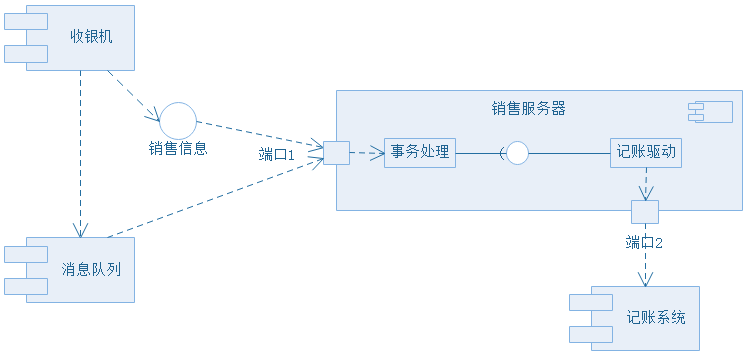 收银机
销售服务器
销售信息
端口1
事务处理
记账驱动
端口2
消息队列
记账系统